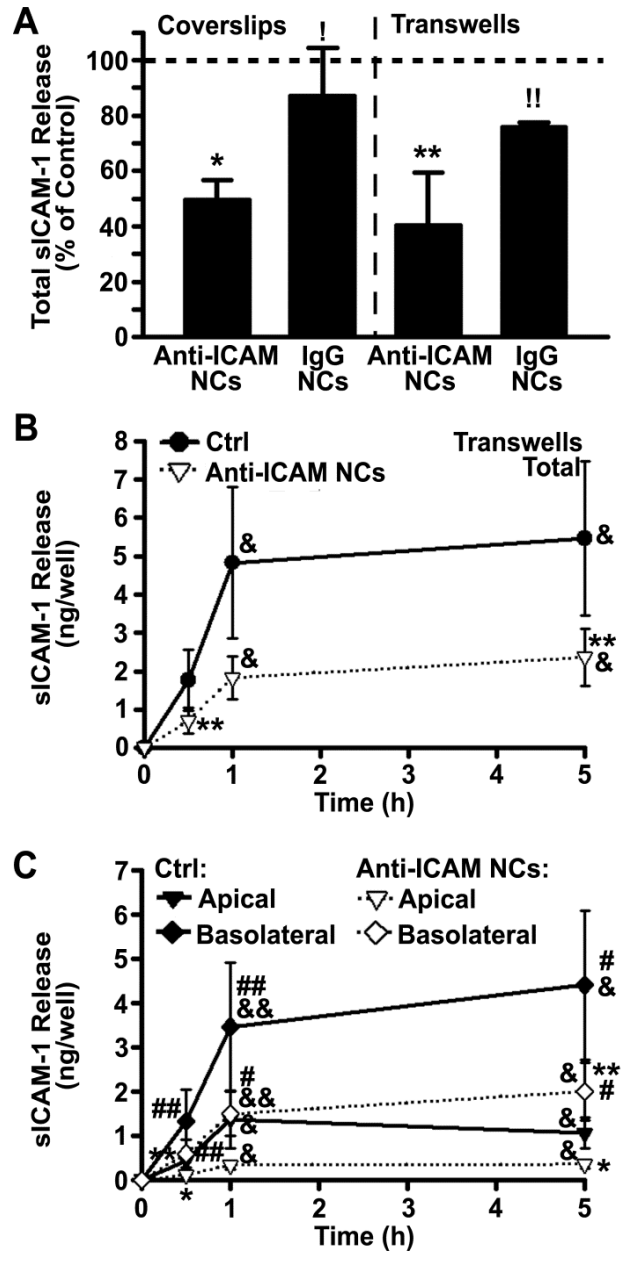 A
Coverslips
Transwells
Total sICAM-1 Release
(% of Control)
100
80
60
40
20
0
*
!
**
!!
Anti-ICAM
NCs
IgG
NCs
Anti-ICAM
NCs
IgG
NCs
B
Ctrl
Anti-ICAM NCs
Transwells
Total
sICAM-1 Release
(ng/well)
8
7
6
5
4
3
2
1
0
&
&
&
**
&
**
0
1
2
3
4
5
Time (h)
C
Ctrl:
Apical
Basolateral
Anti-ICAM NCs:
Apical
Basolateral
sICAM-1 Release
(ng/well)
7
6
5
4
3
2
1
0
##
&&
#
&
#
&&
&
&
**
#
&
&
*
##
**
##
&
*
0
1
2
3
4
5
Time (h)